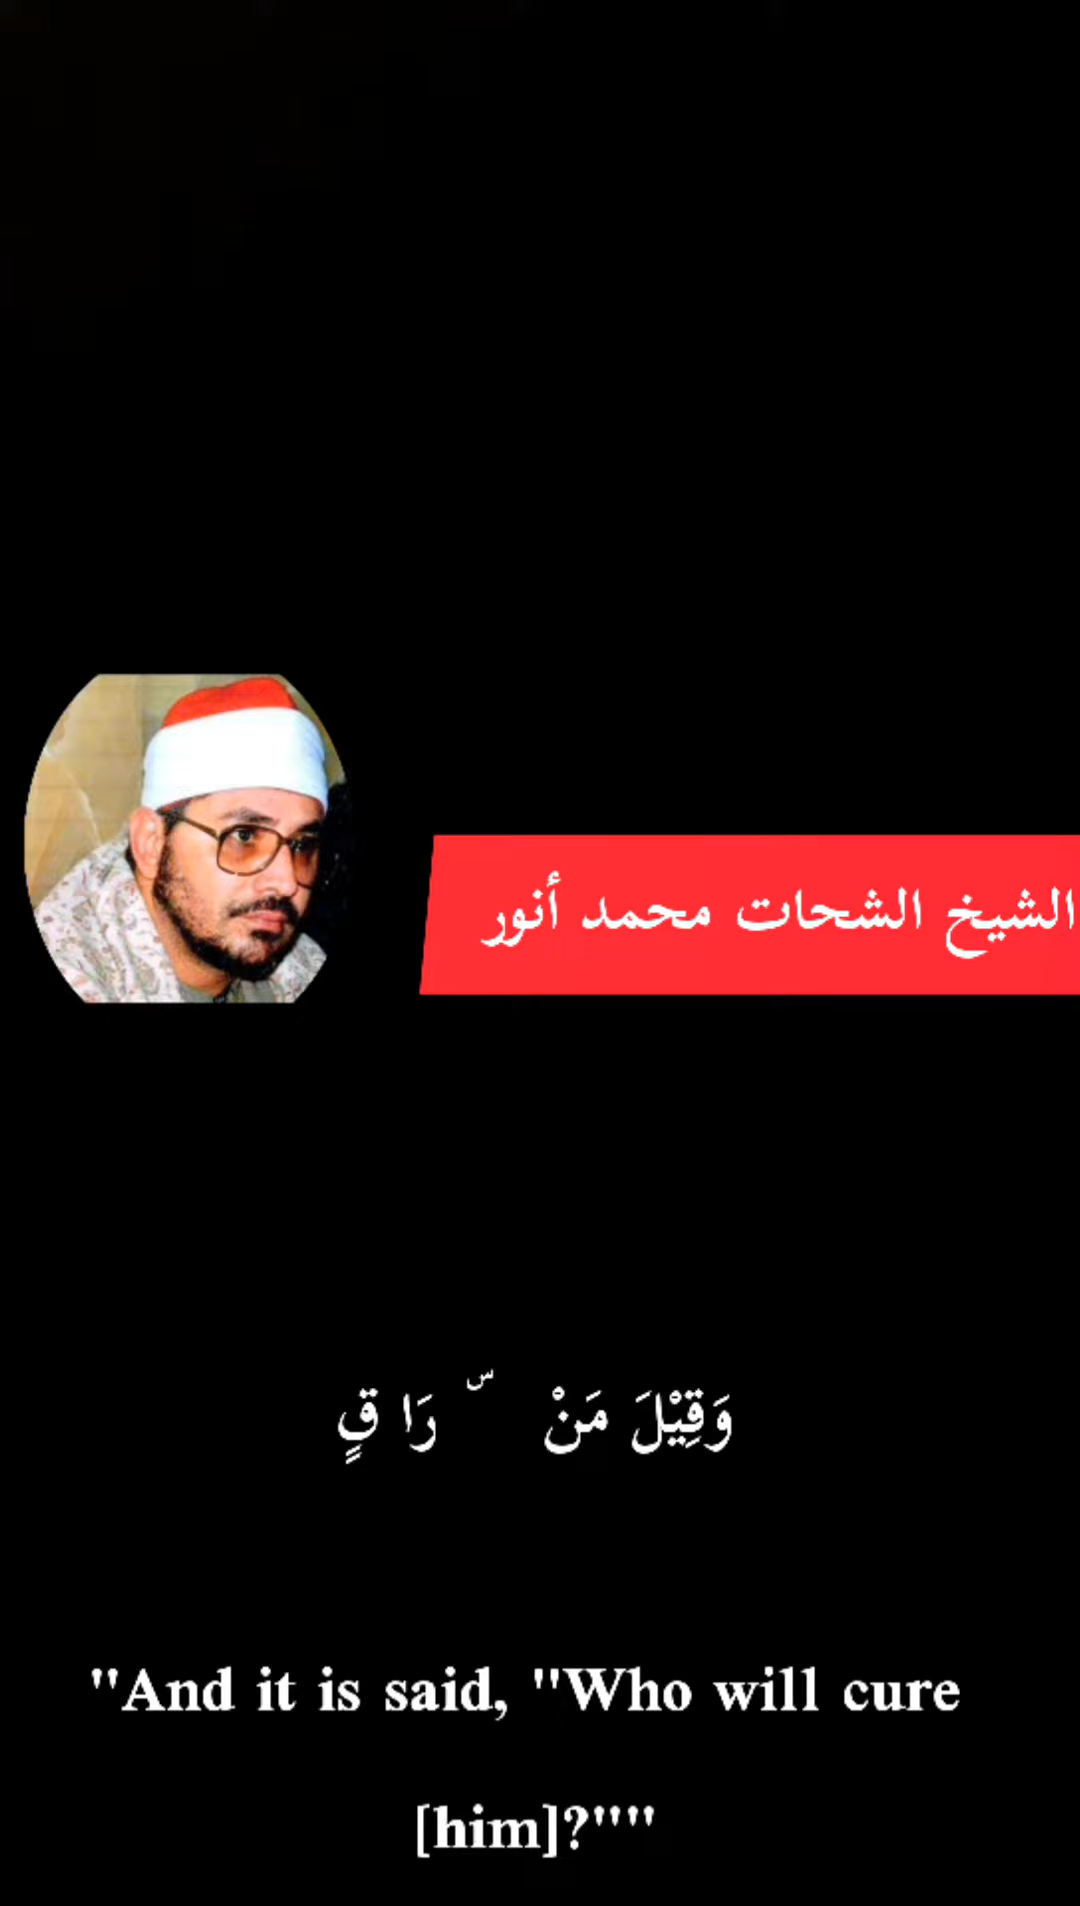 الشيخ الشحات محمد أنور
وَقِيْلَ مَنْ ۜ رَا قٍ
"And it is said, "Who will cure
[him]?"""